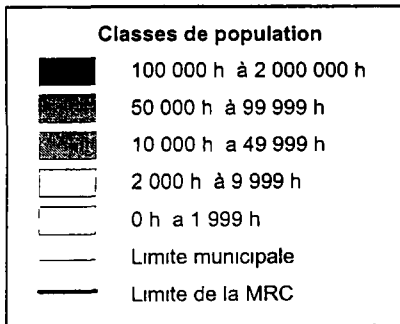 Classes de population
100 000 h à 2 000 000 h
50 000 h à 99 999 h
10 000 h a 49 999 h
2 000 h à 9 999 h
0 h a 1 999 h
Limite municipale
Limite de la MRC